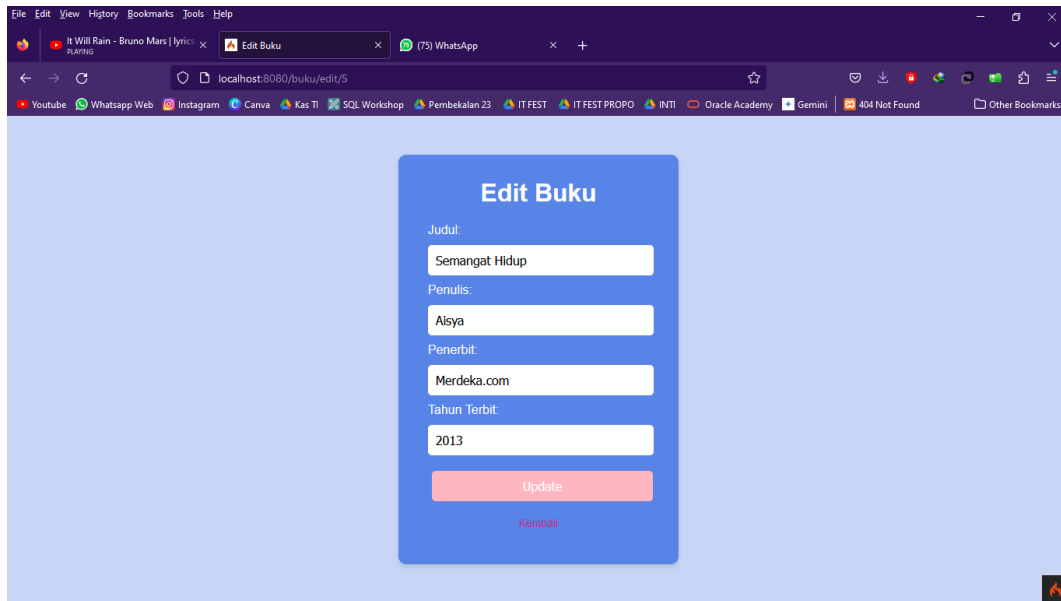 File Edit View History Bookmarks Tools Help
It Will Rain - Bruno Mars | lyrics
PLAYING
Edit Buku
(75) WhatsApp
localhost:8080/buku/edit/5
Youtube Whatsapp Web Instagram Canva Kas TI SQL Workshop Pembekalan 23 IT FEST IT FEST PROPO INTI Oracle Academy Gemini 404 Not Found Other Bookmarks
Edit Buku
Judul:
Semangat Hidup
Penulis:
Aisya
Penerbit:
Merdeka.com
Tahun Terbit:
2013
Update
Kembali